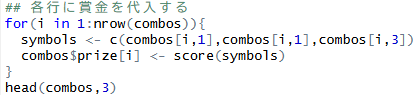 ## 各行に賞金を代入する
for(i in 1:nrow(combos)){
  symbols <- c(combos[i,1],combos[i,1],combos[i,3])
  combos$prize[i] <- score(symbols)
}
head(combos,3)